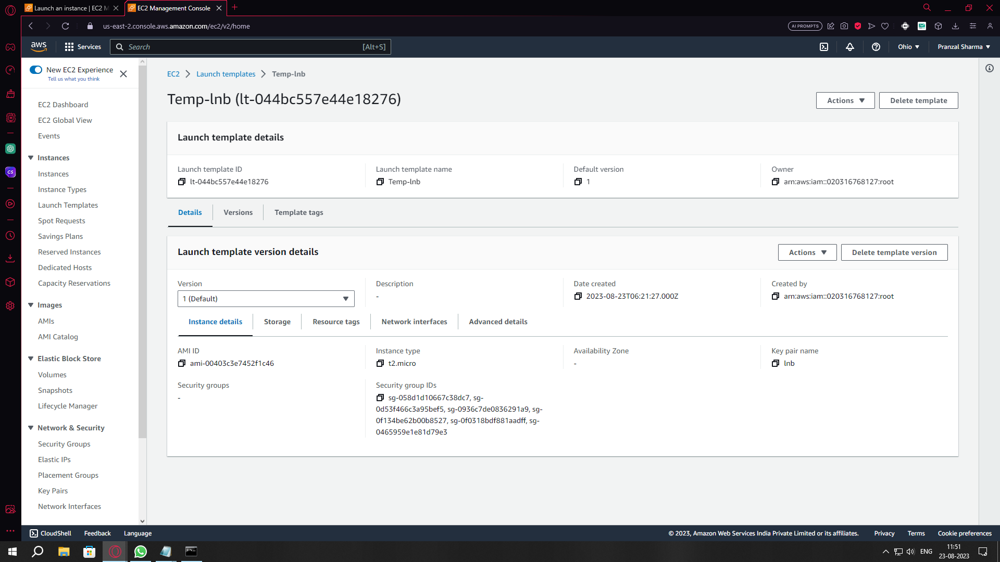 Launch an instance | EC2 M
EC2 Management Console
us-east-2.console.aws.amazon.com/ec2/v2/home
AI PROMPTS
aws
Services
Search
[Alt+S]
Ohio
Pranzal Sharma
New EC2 Experience
Tell us what you think
EC2 Dashboard
EC2 Global View
Events
Instances
Instances
Instance Types
Launch Templates
Spot Requests
Savings Plans
Reserved Instances
Dedicated Hosts
Capacity Reservations
Images
AMIs
AMI Catalog
Elastic Block Store
Volumes
Snapshots
Lifecycle Manager
Network & Security
Security Groups
Elastic IPs
Placement Groups
Key Pairs
Network Interfaces
EC2 > Launch templates > Temp-lnb
Temp-lnb (lt-044bc557e44e18276)
Actions
Delete template
Launch template details
Launch template ID
lt-044bc557e44e18276
Launch template name
Temp-lnb
Default version
1
Owner
arn:aws:iam::020316768127:root
Details
Versions
Template tags
Launch template version details
Actions
Delete template version
Version
1 (Default)
Description
-
Date created
2023-08-23T06:21:27.000Z
Created by
arn:aws:iam::020316768127:root
Instance details
Storage
Resource tags
Network interfaces
Advanced details
AMI ID
ami-00403c3e7452f1c46
Instance type
t2.micro
Availability Zone
-
Key pair name
lnb
Security groups
-
Security group IDs
sg-058d1d10667c38dc7, sg-
0d53f466c3a95bef5, sg-0936c7de0836291a9, sg-
0f134be62b00b8527, sg-0f0318bdf881aadff, sg-
0465959e1e81d79e3
CloudShell
Feedback
Language
© 2023, Amazon Web Services India Private Limited or its affiliates.
Privacy
Terms
Cookie preferences
CS
ENG
11:51
23-08-2023